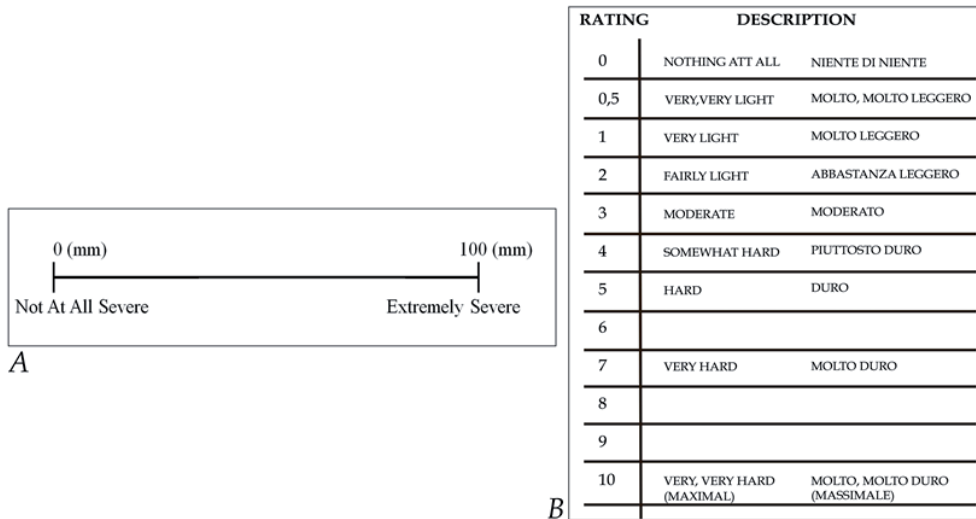 0 (mm) 100 (mm)
Not At All Severe Extremely Severe
A
RATING DESCRIPTION
0 NOTHING ATT ALL NIENTE DI NIENTE
0,5 VERY,VERY LIGHT MOLTO, MOLTO LEGGERO
1 VERY LIGHT MOLTO LEGGERO
2 FAIRLY LIGHT ABBASTANZA LEGGERO
3 MODERATE MODERATO
4 SOMEWHAT HARD PIUTTOSTO DURO
5 HARD DURO
6
7 VERY HARD MOLTO DURO
8
9
10 VERY, VERY HARD MOLTO, MOLTO DURO
(MAXIMAL) (MASSIMALE)
B